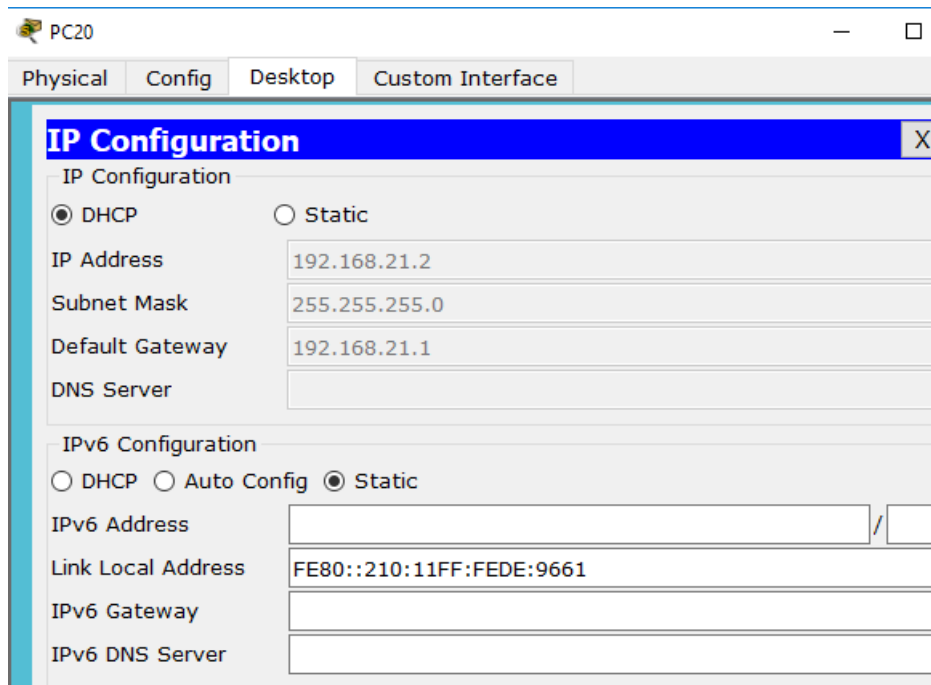 PC20
Physical Config Desktop Custom Interface
IP Configuration X
IP Configuration
DHCP Static
IP Address 192.168.21.2
Subnet Mask 255.255.255.0
Default Gateway 192.168.21.1
DNS Server
IPv6 Configuration
DHCP Auto Config Static
IPv6 Address /
Link Local Address FE80::210:11FF:FEDE:9661
IPv6 Gateway
IPv6 DNS Server